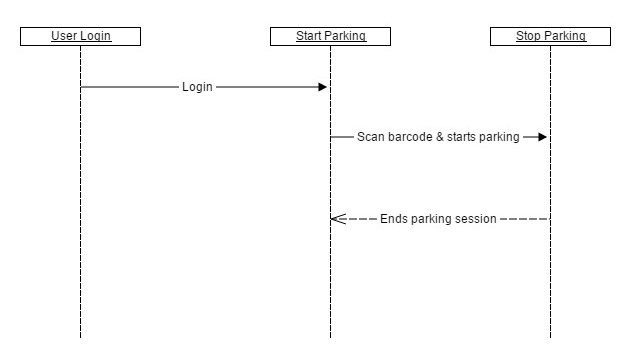 User Login
Start Parking
Stop Parking
Login
Scan barcode & starts parking
Ends parking session